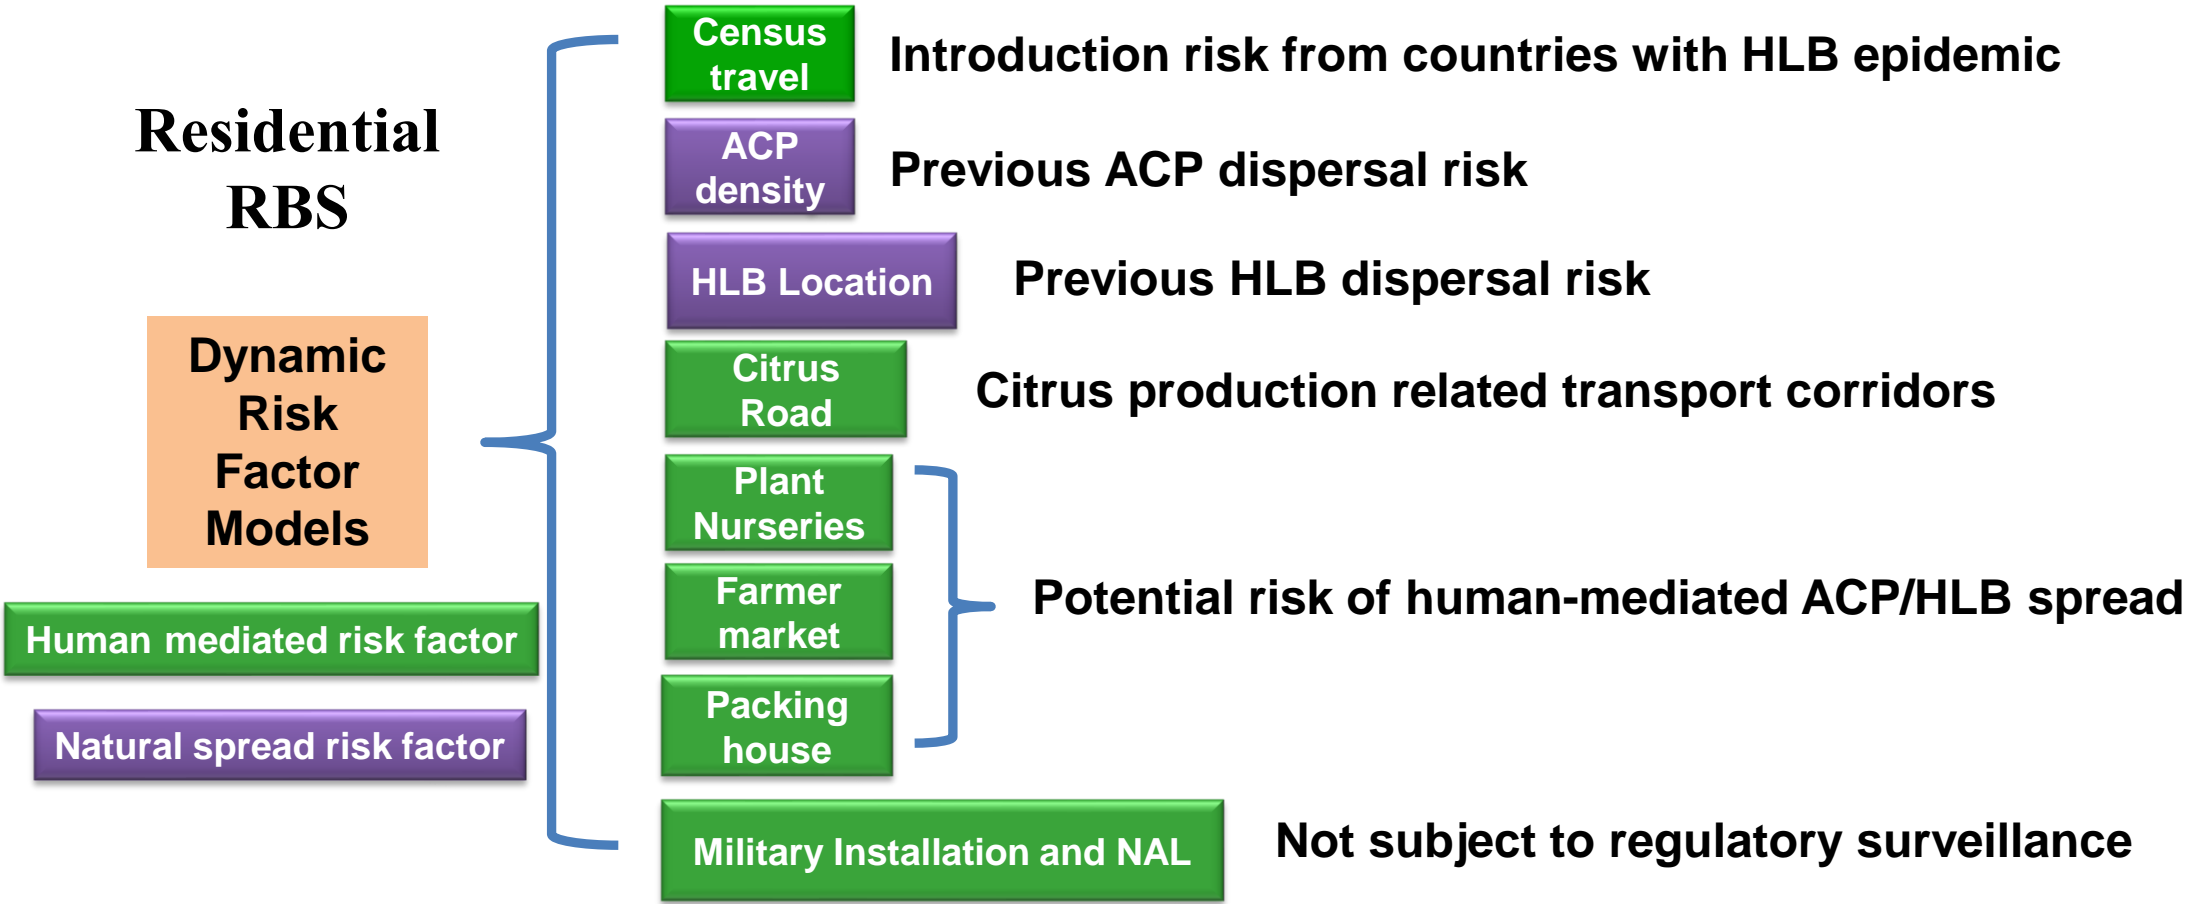 Residential
RBS
Dynamic
Risk
Factor
Models
Human mediated risk factor
Natural spread risk factor
Census
travel
Introduction risk from countries with HLB epidemic
ACP
density
Previous ACP dispersal risk
HLB Location
Previous HLB dispersal risk
Citrus
Road
Citrus production related transport corridors
Plant
Nurseries
Farmer
market
Packing
house
Potential risk of human-mediated ACP/HLB spread
Military Installation and NAL
Not subject to regulatory surveillance